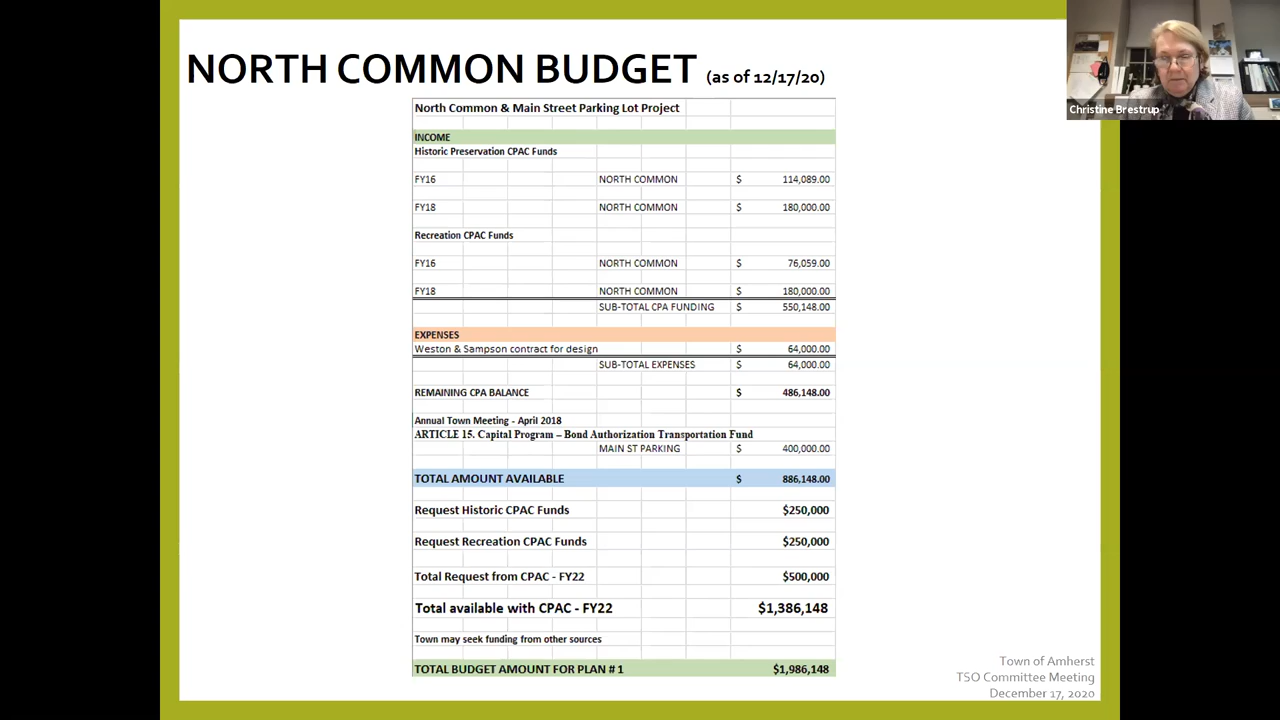 NORTH COMMON BUDGET (as of 12/17/20)
Christine Brestrup
North Common & Main Street Parking Lot Project
INCOME
Historic Preservation CPAC Funds
FY16 NORTH COMMON $ 114,089.00
FY18 NORTH COMMON $ 180,000.00
Recreation CPAC Funds
FY16 NORTH COMMON $ 76,059.00
FY18 NORTH COMMON $ 180,000.00
SUB-TOTAL CPA FUNDING $ 550,148.00
EXPENSES
Weston & Sampson contract for design $ 64,000.00
SUB-TOTAL EXPENSES $ 64,000.00
REMAINING CPA BALANCE $ 486,148.00
Annual Town Meeting - April 2018
ARTICLE 15. Capital Program – Bond Authorization Transportation Fund
MAIN ST PARKING $ 400,000.00
TOTAL AMOUNT AVAILABLE $ 886,148.00
Request Historic CPAC Funds $250,000
Request Recreation CPAC Funds $250,000
Total Request from CPAC - FY22 $500,000
Total available with CPAC - FY22 $1,386,148
Town may seek funding from other sources
TOTAL BUDGET AMOUNT FOR PLAN # 1 $1,986,148
Town of Amherst
TSO Committee Meeting
December 17, 2020